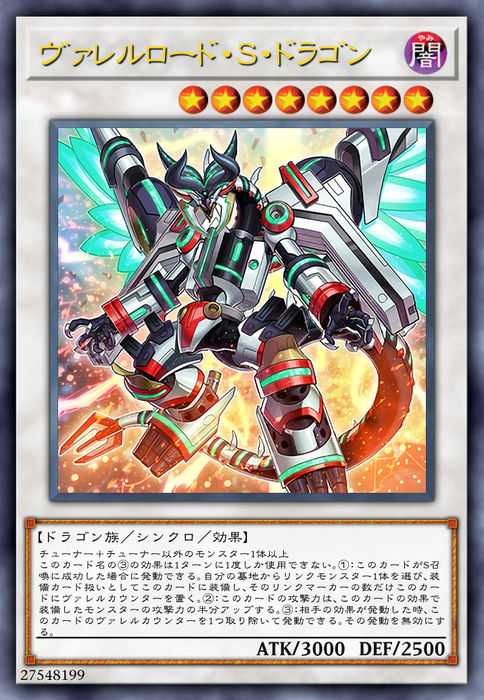 ヴァレルロード・S・ドラゴン
やみ
闇
【ドラゴン族／シンクロ／効果】
チューナー＋チューナー以外のモンスター1体以上
このカード名の③の効果は1ターンに1度しか使用できない。①：このカードがS召
喚に成功した場合に発動できる。自分の墓地からリンクモンスター1体を選び、装
備カード扱いとしてこのカードに装備し、そのリンクマーカーの数だけこのカー
ドにヴァレルカウンターを置く。②：このカードの攻撃力は、このカードの効果で
装備したモンスターの攻撃力の半分アップする。③：相手の効果が発動した時、こ
のカードのヴァレルカウンターを1つ取り除いて発動できる。その発動を無効にす
る。
ATK/3000 DEF/2500
27548199